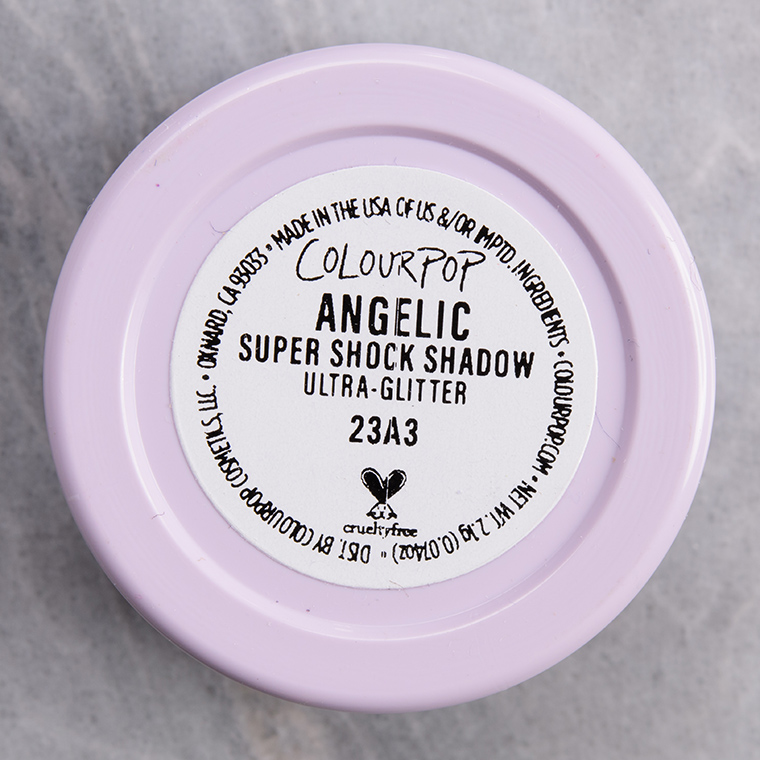 COLOURPOP
ANGELIC
SUPER SHOCK SHADOW
ULTRA-GLITTER
23A3
crueltyfree
MADE IN THE USA OF US &/OR IMPTD. INGREDIENTS • COLOURPOP.COM • NET WT. 2.1g (0.074oz) • DIST. BY COLOURPOP COSMETICS, LLC. • OXNARD, CA 93033 •